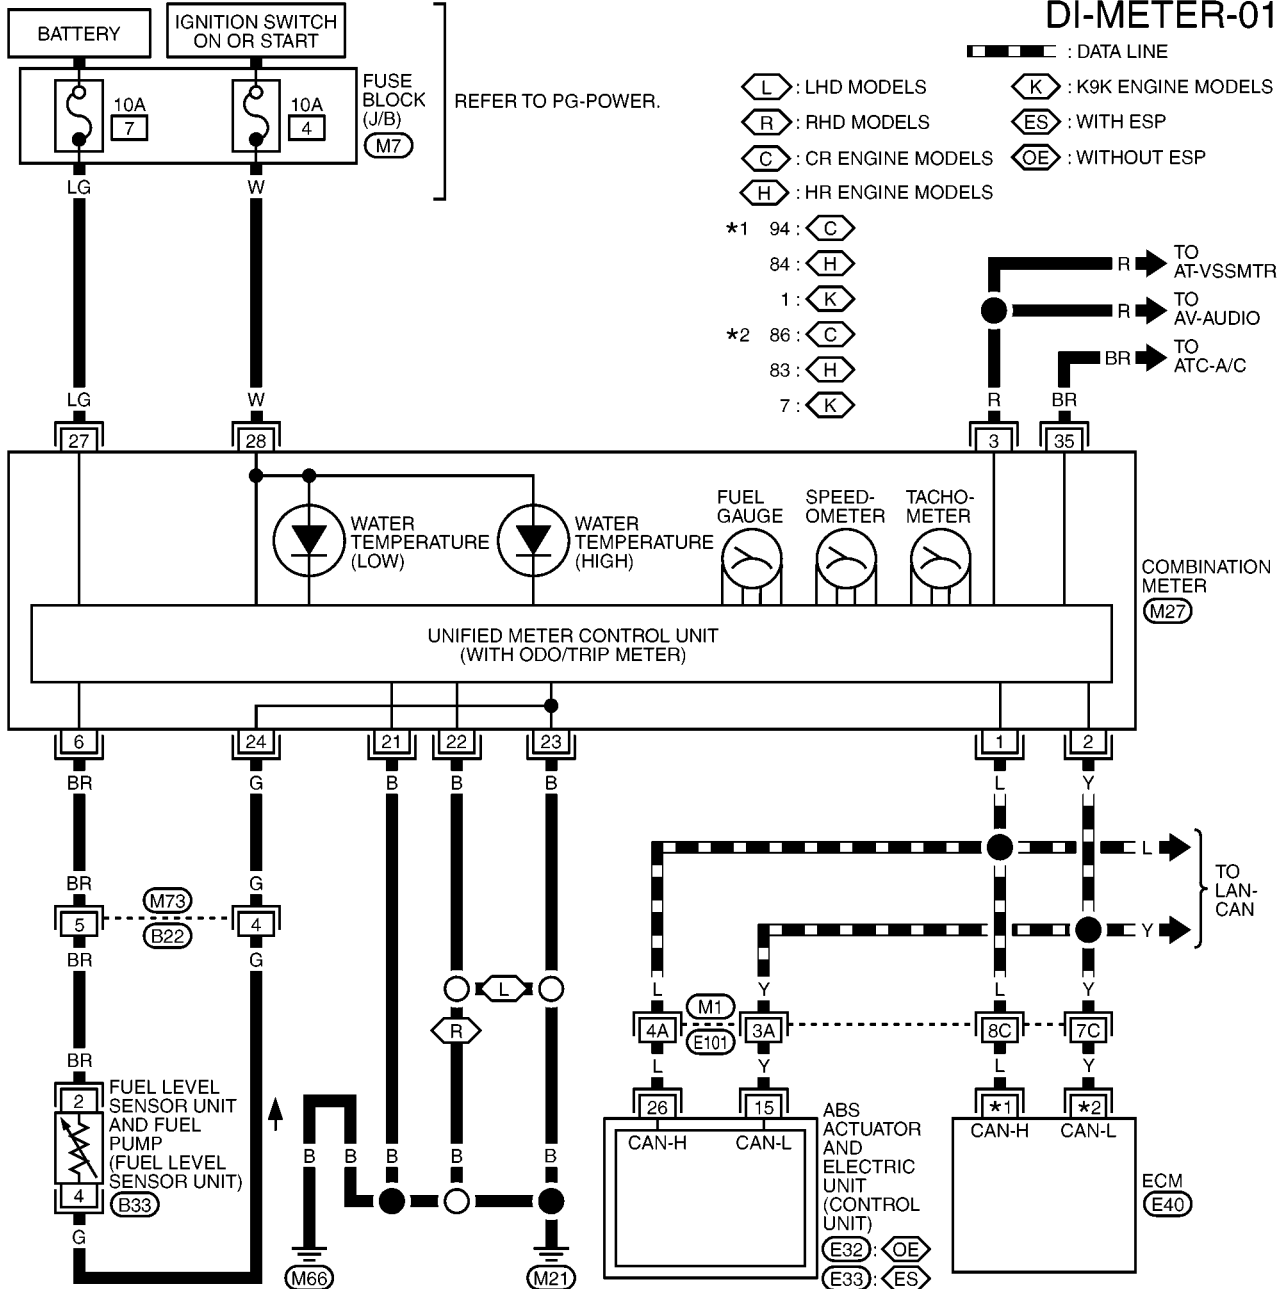 DI-METER-01
BATTERY
IGNITION SWITCH
ON OR START
10A
7
10A
4
FUSE
BLOCK
(J/B)
M7
REFER TO PG-POWER.
: DATA LINE
L : LHD MODELS
R : RHD MODELS
C : CR ENGINE MODELS
H : HR ENGINE MODELS
K : K9K ENGINE MODELS
ES : WITH ESP
OE : WITHOUT ESP
*1 94 : C
84 : H
1 : K
*2 86 : C
83 : H
7 : K
LG
W
LG
W
R
TO
AT-VSSMTR
R
TO
AV-AUDIO
BR
TO
ATC-A/C
R
BR
27
28
3
35
WATER
TEMPERATURE
(LOW)
WATER
TEMPERATURE
(HIGH)
FUEL
GAUGE
SPEED-
OMETER
TACHO-
METER
COMBINATION
METER
M27
UNIFIED METER CONTROL UNIT
(WITH ODO/TRIP METER)
6
24
21
22
23
1
2
BR
G
B
B
B
L
Y
L
Y
TO
LAN-
CAN
BR
G
M73
5
4
B22
BR
G
L
R
L
Y
L
Y
M1
4A
3A
8C
7C
E101
L
Y
L
Y
BR
2
FUEL LEVEL
SENSOR UNIT
AND FUEL
PUMP
(FUEL LEVEL
SENSOR UNIT)
4
B33
G
B
B
B
B
B
M66
M21
26
15
CAN-H
CAN-L
ABS
ACTUATOR
AND
ELECTRIC
UNIT
(CONTROL
UNIT)
E32 : OE
E33 : ES
*1
*2
CAN-H
CAN-L
ECM
E40